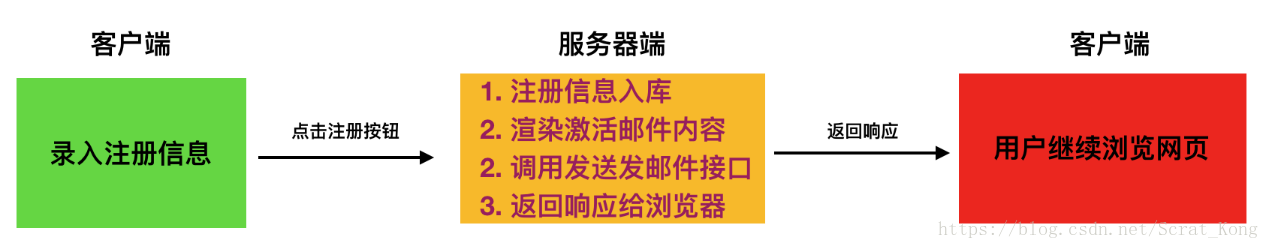 客户端
录入注册信息
点击注册按钮
服务器端
1. 注册信息入库
2. 渲染激活邮件内容
2. 调用发送发邮件接口
3. 返回响应给浏览器
返回响应
客户端
用户继续浏览网页
https://blog.csdn.net/Scrat_Kong